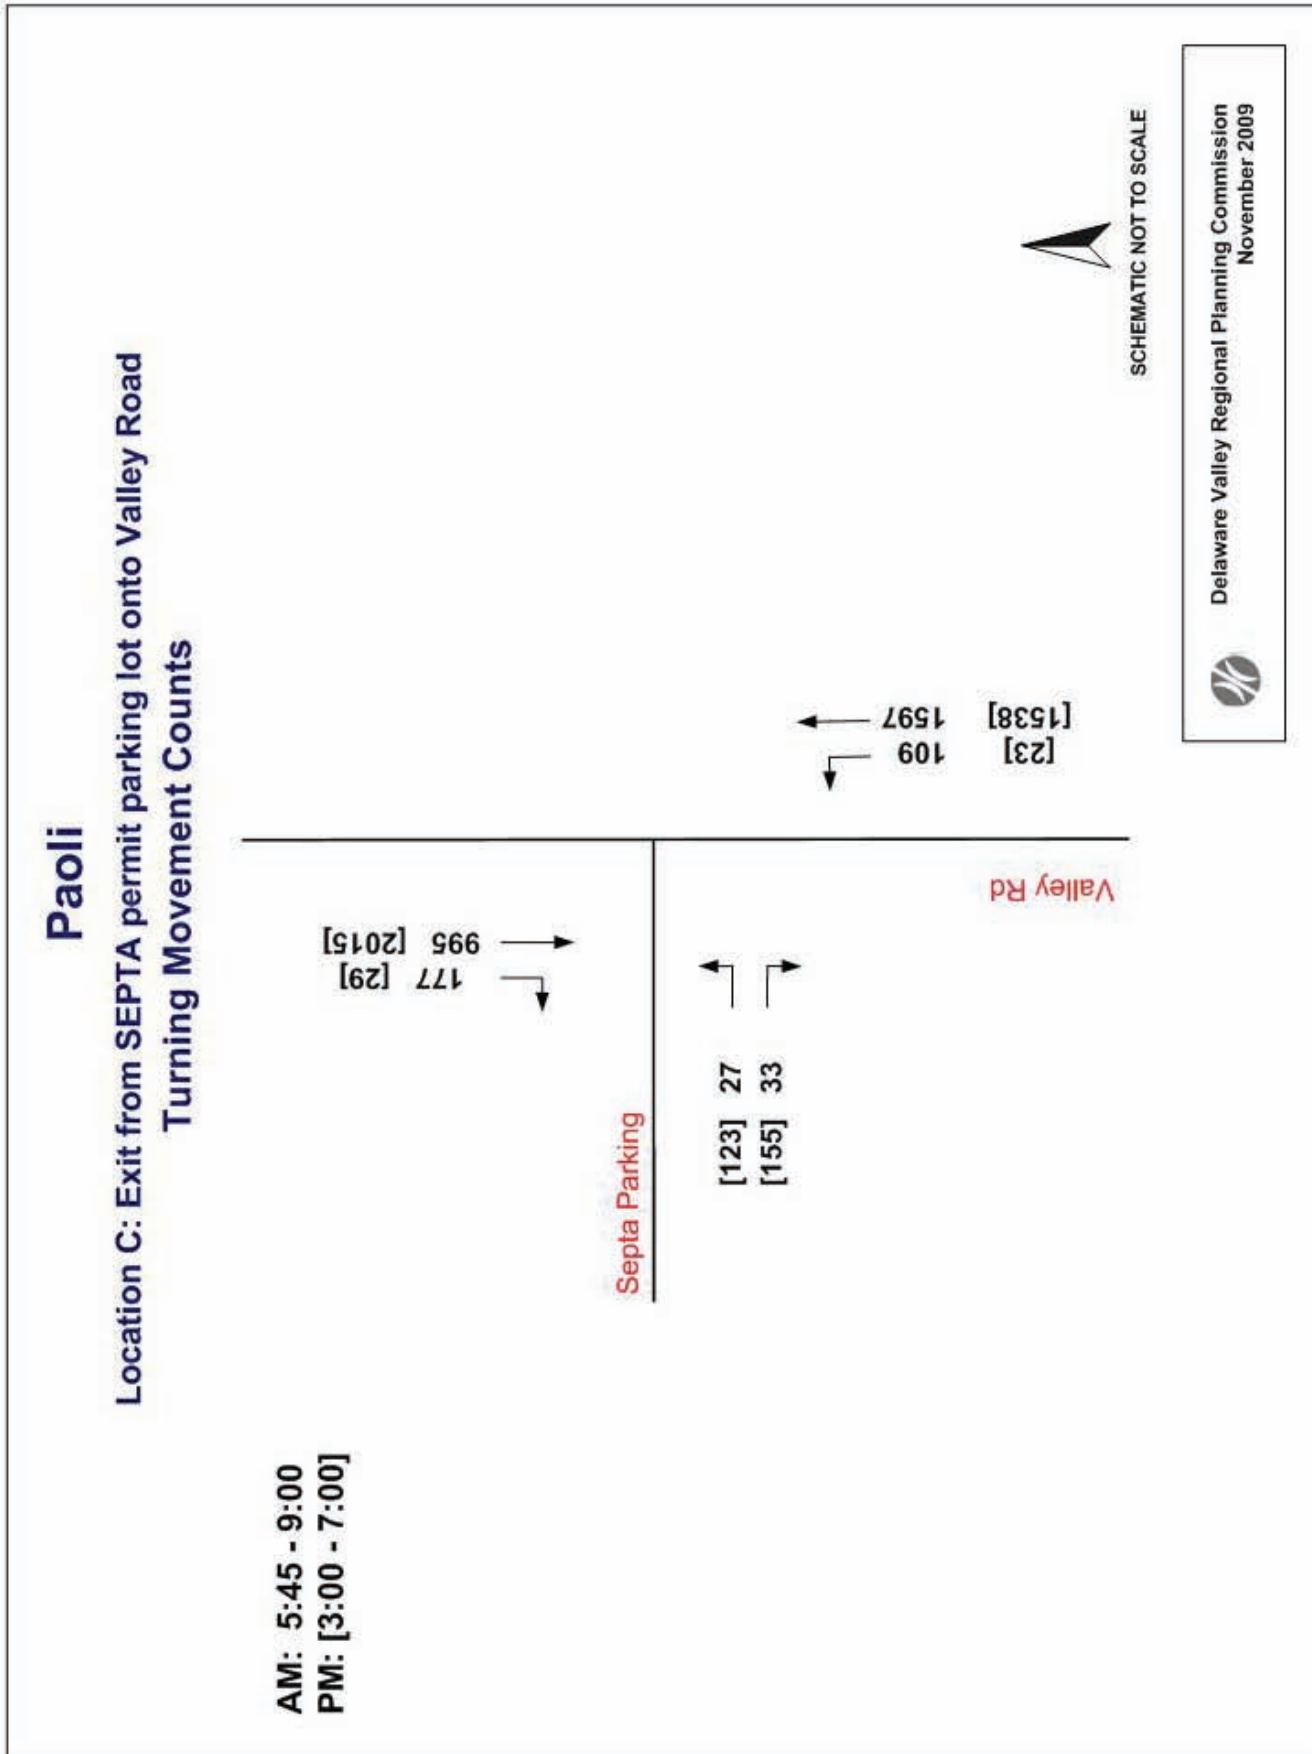 Paoli
Location C: Exit from SEPTA permit parking lot onto Valley Road
Turning Movement Counts
AM: 5:45 - 9:00
PM: [3:00 - 7:00]
177 [29]
995 [2015]
Septa Parking
[123] 27
[155] 33
Valley Rd
109 [23]
1597 [1538]
SCHEMATIC NOT TO SCALE
Delaware Valley Regional Planning Commission
November 2009